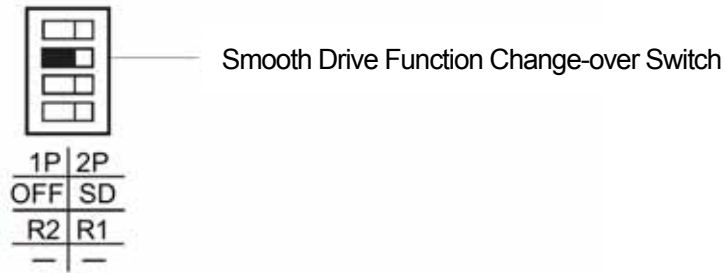 Smooth Drive Function Change-over Switch
1P 2P
OFF SD
R2 R1
— —